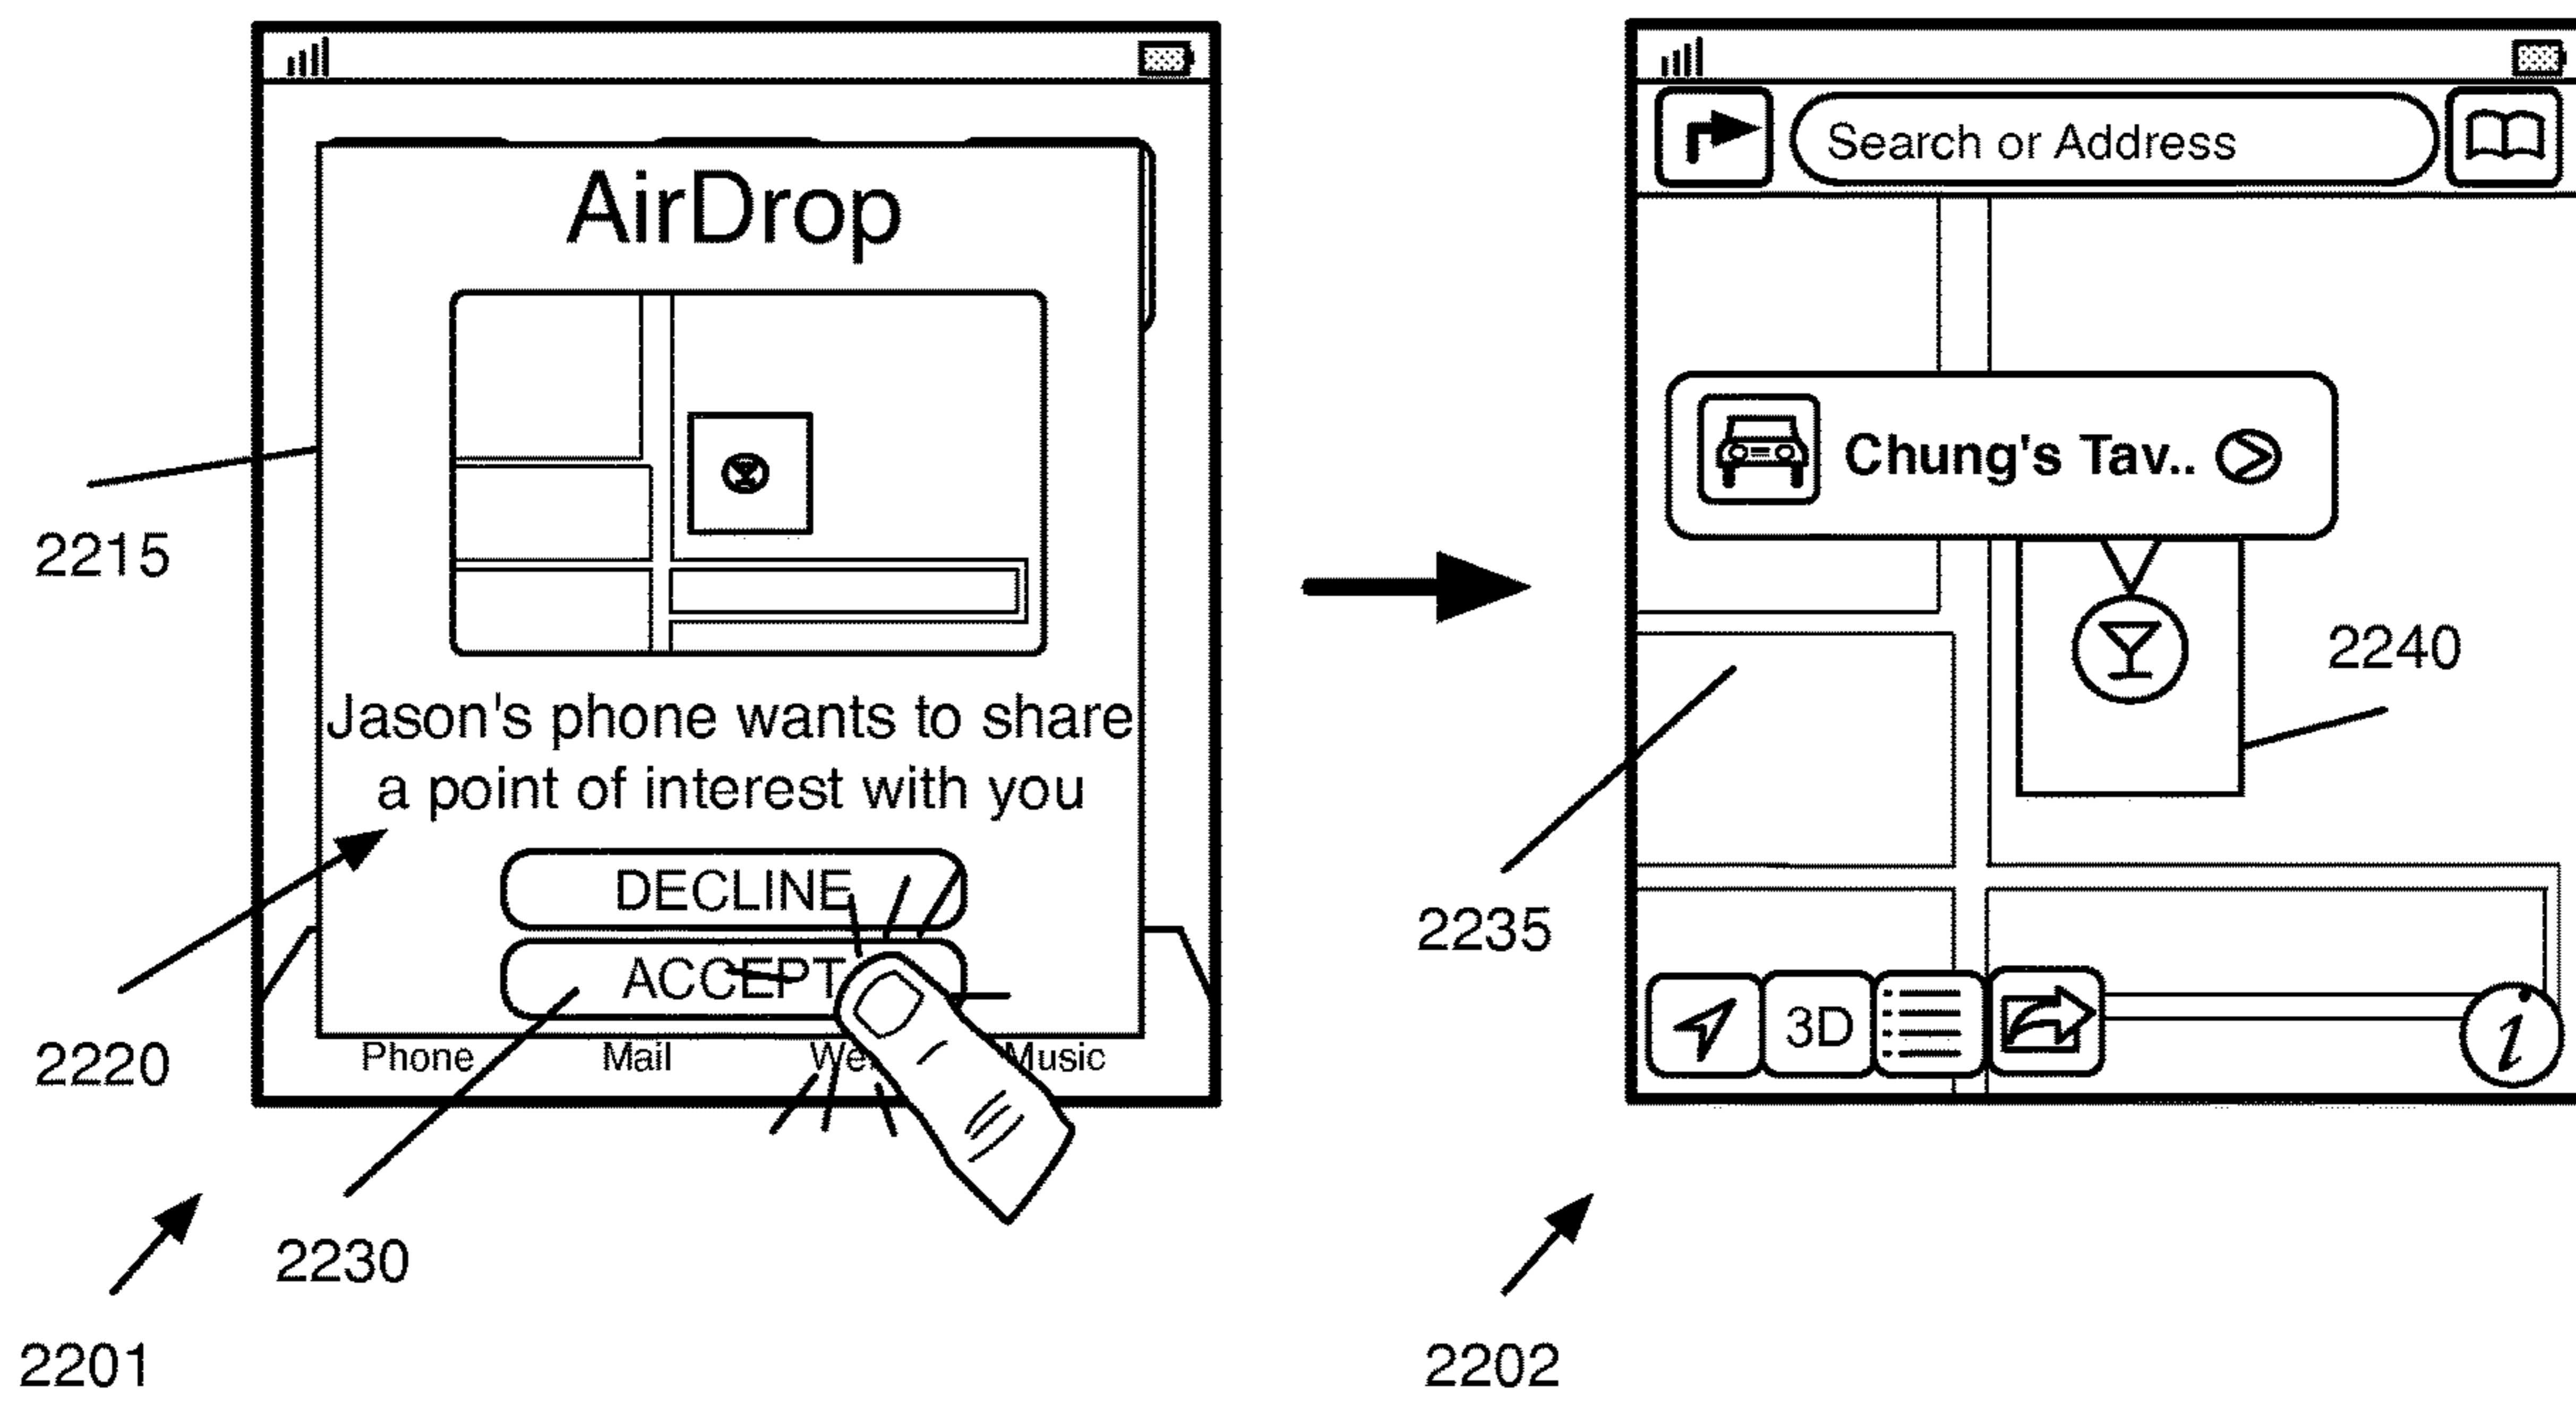 AirDrop
Jason's phone wants to share
a point of interest with you
DECLINE
ACCEPT
Phone Mail Music
2215
2220
2230
2201
Search or Address
Chung's Tav..
2240
2235
3D
i
2202